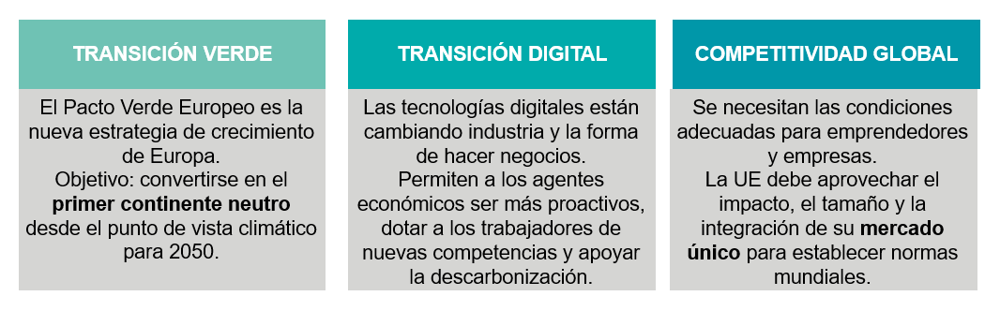 TRANSICIÓN VERDE
El Pacto Verde Europeo es la
nueva estrategia de crecimiento
de Europa.
Objetivo: convertirse en el
primer continente neutro
desde el punto de vista climático
para 2050.
TRANSICIÓN DIGITAL
Las tecnologías digitales están
cambiando industria y la forma
de hacer negocios.
Permiten a los agentes
económicos ser más proactivos,
dotar a los trabajadores de
nuevas competencias y apoyar
la descarbonización.
COMPETITIVIDAD GLOBAL
Se necesitan las condiciones
adecuadas para emprendedores
y empresas.
La UE debe aprovechar el
impacto, el tamaño y la
integración de su mercado
único para establecer normas
mundiales.